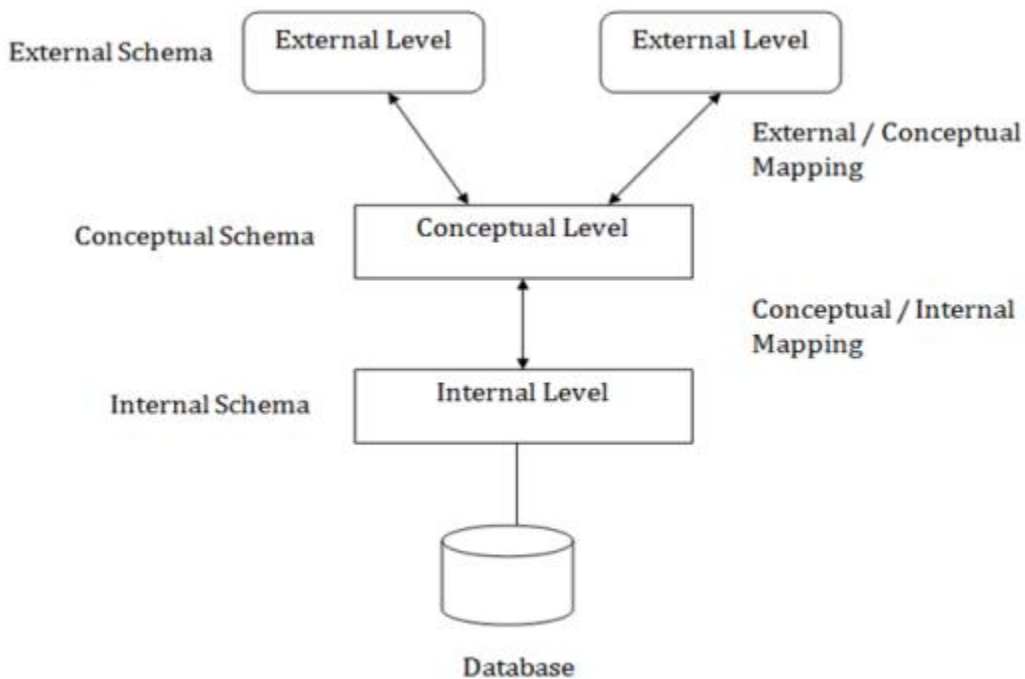 External Schema
External Level
External Level
External / Conceptual
Mapping
Conceptual Schema
Conceptual Level
Conceptual / Internal
Mapping
Internal Schema
Internal Level
Database